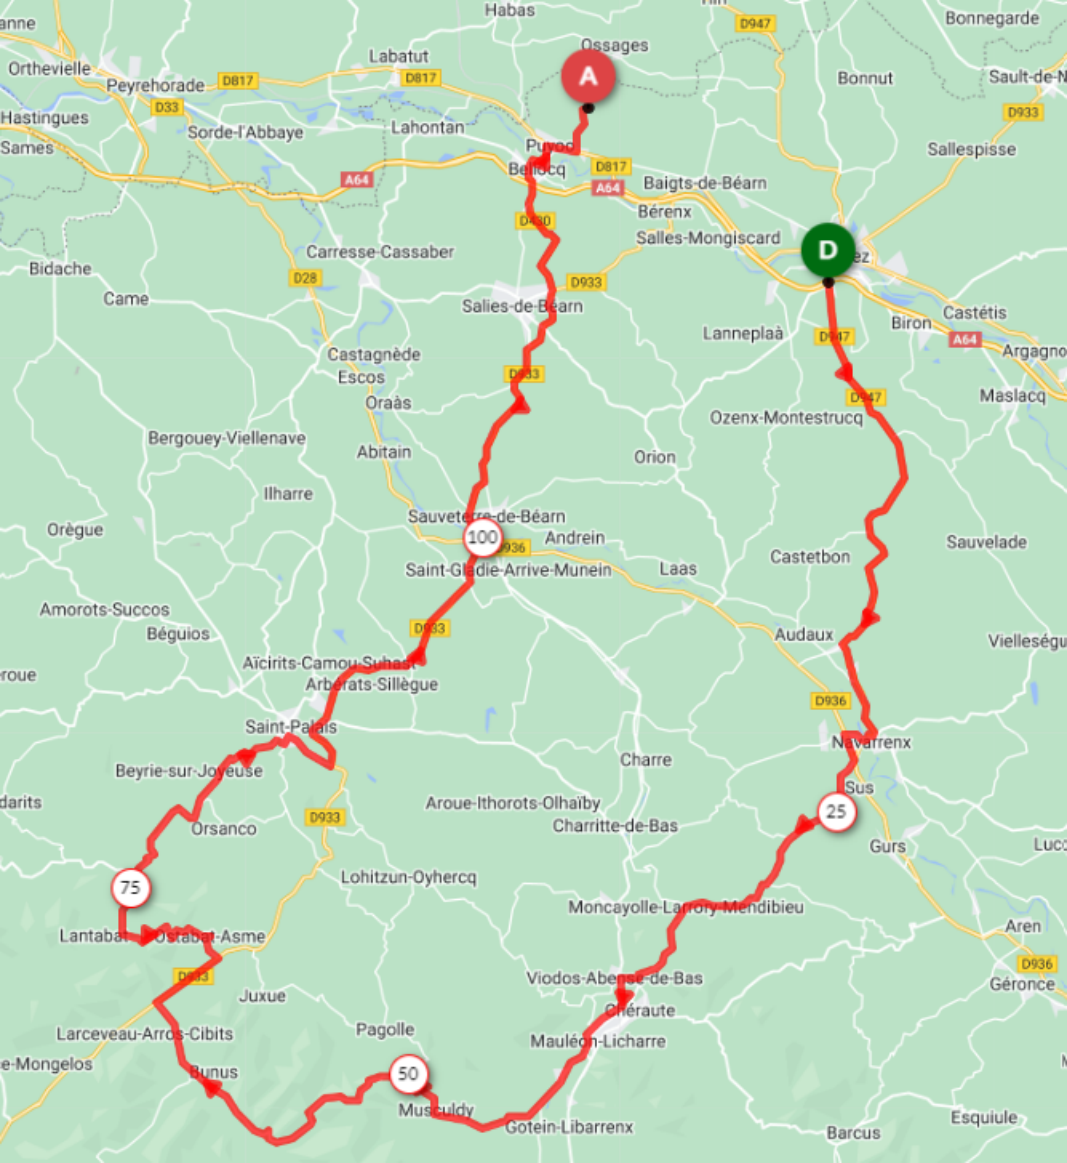 Habas
Bonnegarde
D947
anne
Ossages
Labatut
Orthevielle
D817
D817
Peyrehorade
A
Bonnut
Sault-de-N
D33
D933
Hastingues
Sorde-l'Abbaye
Lahontan
Sames
Puyoo
Sallespisse
Bellocq
D817
A64
A64
Baigts-de-Béarn
Bérenx
Salles-Mongiscard
D
ez
Carresse-Cassaber
Bidache
D28
D933
Came
Salies-de-Béarn
Castétis
Biron
Lanneplaà
D947
A64
Argagno
Castagnède
Escos
D933
Maslacq
Oraàs
D947
Ozenx-Montestrucq
Bergouey-Viellenave
Abitain
Orion
Ilharre
Sauveterre-de-Béarn
Orègue
100
Andrein
D936
Sauvelade
Castetbon
Saint-Gladie-Arrive-Munein
Laas
Amorots-Succos
D933
Béguios
Audaux
Vielleségu
Aïcirits-Camou-Suhast
roue
Arbérats-Sillègue
D936
Saint-Palais
Navarrenx
Charre
Beyrie-sur-Joyeuse
Sus
darits
Aroue-Ithorots-Olhaïby
25
D933
Orsanco
Charritte-de-Bas
Gurs
Lucc
Lohitzun-Oyhercq
75
Moncayolle-Larrory-Mendibieu
Aren
Lantabat
Ostabat-Asme
D936
D933
Viodos-Abense-de-Bas
Géronce
Juxue
Chéraute
Pagolle
Larceveau-Arros-Cibits
Mauléon-Licharre
ce-Mongelos
Bunus
50
Musculdy
Gotein-Libarrenx
Esquiule
Barcus